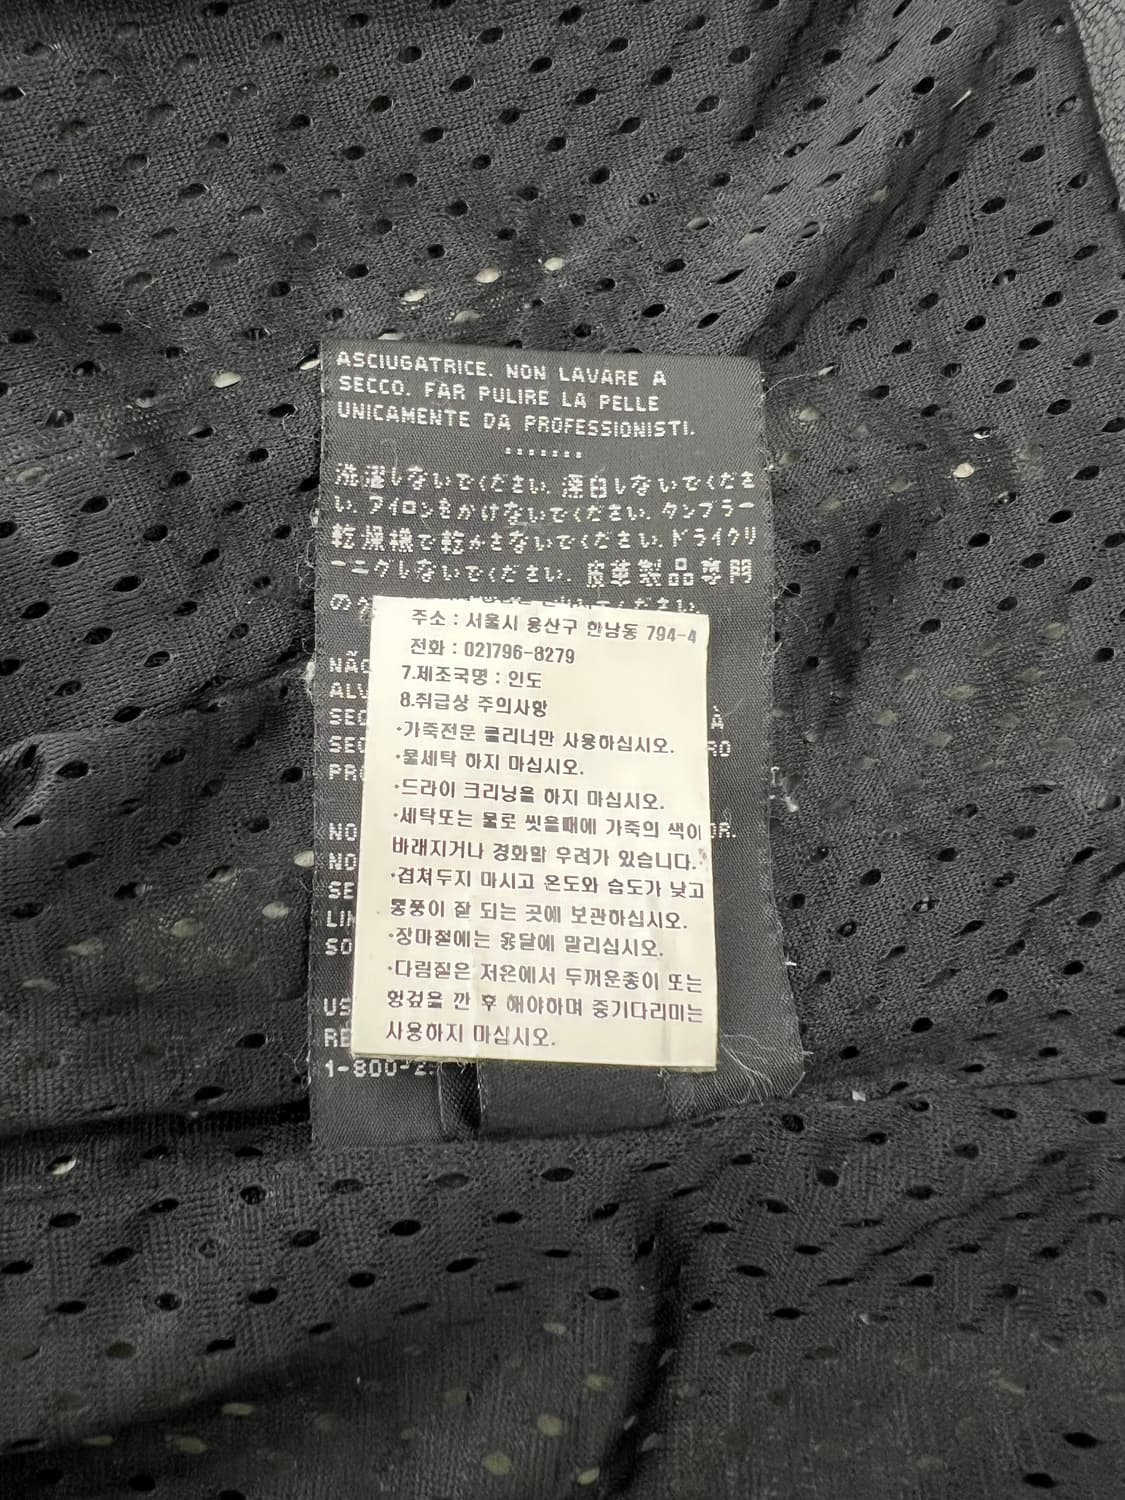 ASCIUGATRICE. NON LAVARE A
SECCO. FAR PULIRE LA PELLE
UNICAMENTE DA PROFESSIONISTI.
洗濯しないでください. 漂白しないでくださ
い. アイロンをかけないでください. タンブラー
乾燥機で乾かさないでください. ドライクリ
ーニグしないでください. 皮革製品専門
の
주소 : 서울시 용산구 한남동 794-4
전화 : 02)796-8279
7.제조국명 : 인도
8.취급상 주의사항
·가죽전문 클리너만 사용하십시오.
·물세탁 하지 마십시오.
·드라이 크리닝을 하지 마십시오.
·세탁또는 물로 씻을때에 가죽의 색이
바래지거나 경화할 우려가 있습니다.
·겹쳐두지 마시고 온도와 습도가 낮고
통풍이 잘 되는 곳에 보관하십시오.
·장마철에는 응달에 말리십시오.
·다림질은 저온에서 두꺼운종이 또는
헝겊을 깐 후 해야하며 증기다리미는
사용하지 마십시오.
NO
NO
SE
SO
US
1-800-2